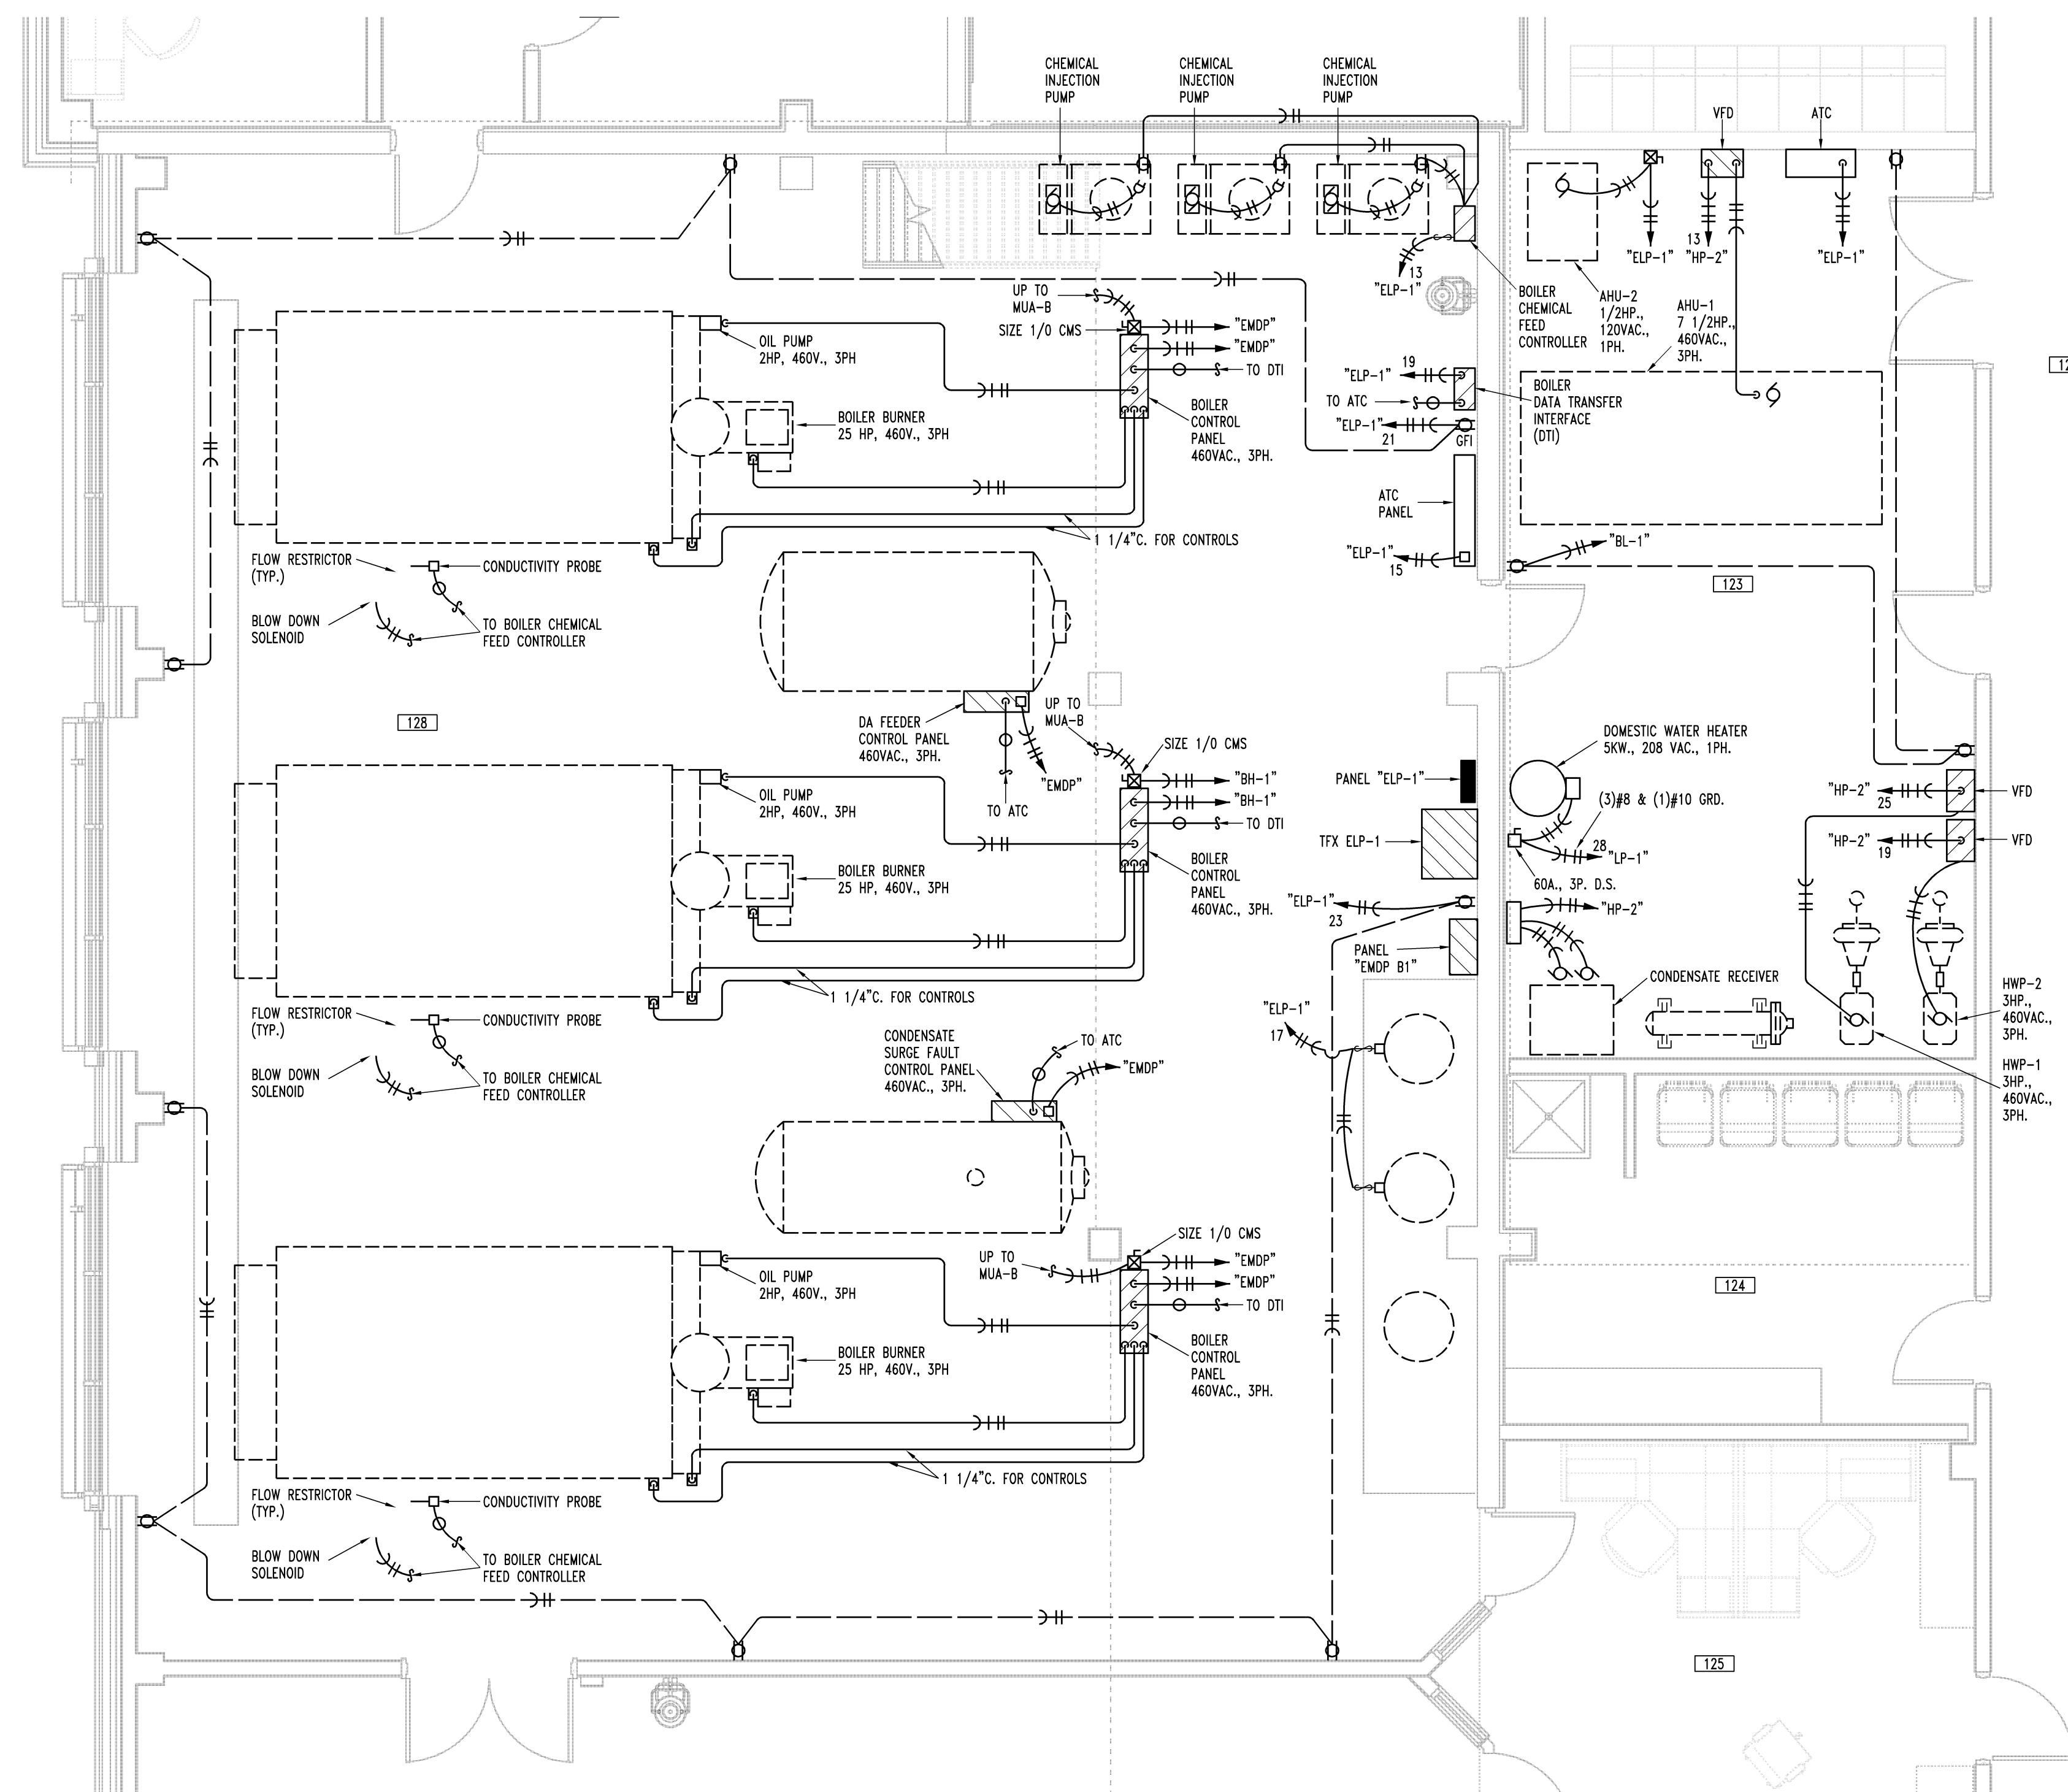 CHEMICAL
INJECTION
PUMP
CHEMICAL
INJECTION
PUMP
CHEMICAL
INJECTION
PUMP
VFD
ATC
"ELP-1"
13
"HP-2"
"ELP-1"
13
"ELP-1"
BOILER
CHEMICAL
FEED
CONTROLLER
AHU-2
1/2HP.,
120VAC.,
1PH.
AHU-1
7 1/2HP.,
460VAC.,
3PH.
UP TO
MUA-B
SIZE 1/0 CMS
"EMDP"
"EMDP"
TO DTI
OIL PUMP
2HP, 460V., 3PH
BOILER BURNER
25 HP, 460V., 3PH
BOILER
CONTROL
PANEL
460VAC., 3PH.
19
"ELP-1"
TO ATC
"ELP-1"
21
GFI
BOILER
DATA TRANSFER
INTERFACE
(DTI)
ATC
PANEL
"ELP-1"
15
1 1/4"C. FOR CONTROLS
"BL-1"
123
FLOW RESTRICTOR
(TYP.)
CONDUCTIVITY PROBE
BLOW DOWN
SOLENOID
TO BOILER CHEMICAL
FEED CONTROLLER
128
DA FEEDER
CONTROL PANEL
460VAC., 3PH.
"EMDP"
TO ATC
UP TO
MUA-B
SIZE 1/0 CMS
"BH-1"
"BH-1"
TO DTI
OIL PUMP
2HP, 460V., 3PH
BOILER BURNER
25 HP, 460V., 3PH
BOILER
CONTROL
PANEL
460VAC., 3PH.
PANEL "ELP-1"
TFX ELP-1
DOMESTIC WATER HEATER
5KW., 208 VAC., 1PH.
(3)#8 & (1)#10 GRD.
28
"LP-1"
60A., 3P. D.S.
"HP-2"
25
VFD
"HP-2"
19
VFD
"ELP-1"
23
"HP-2"
PANEL
"EMDP B1"
CONDENSATE RECEIVER
HWP-2
3HP.,
460VAC.,
3PH.
HWP-1
3HP.,
460VAC.,
3PH.
"ELP-1"
17
1 1/4"C. FOR CONTROLS
FLOW RESTRICTOR
(TYP.)
CONDUCTIVITY PROBE
BLOW DOWN
SOLENOID
TO BOILER CHEMICAL
FEED CONTROLLER
CONDENSATE
SURGE FAULT
CONTROL PANEL
460VAC., 3PH.
TO ATC
"EMDP"
UP TO
MUA-B
SIZE 1/0 CMS
"EMDP"
"EMDP"
TO DTI
OIL PUMP
2HP, 460V., 3PH
BOILER BURNER
25 HP, 460V., 3PH
BOILER
CONTROL
PANEL
460VAC., 3PH.
124
1 1/4"C. FOR CONTROLS
FLOW RESTRICTOR
(TYP.)
CONDUCTIVITY PROBE
BLOW DOWN
SOLENOID
TO BOILER CHEMICAL
FEED CONTROLLER
125